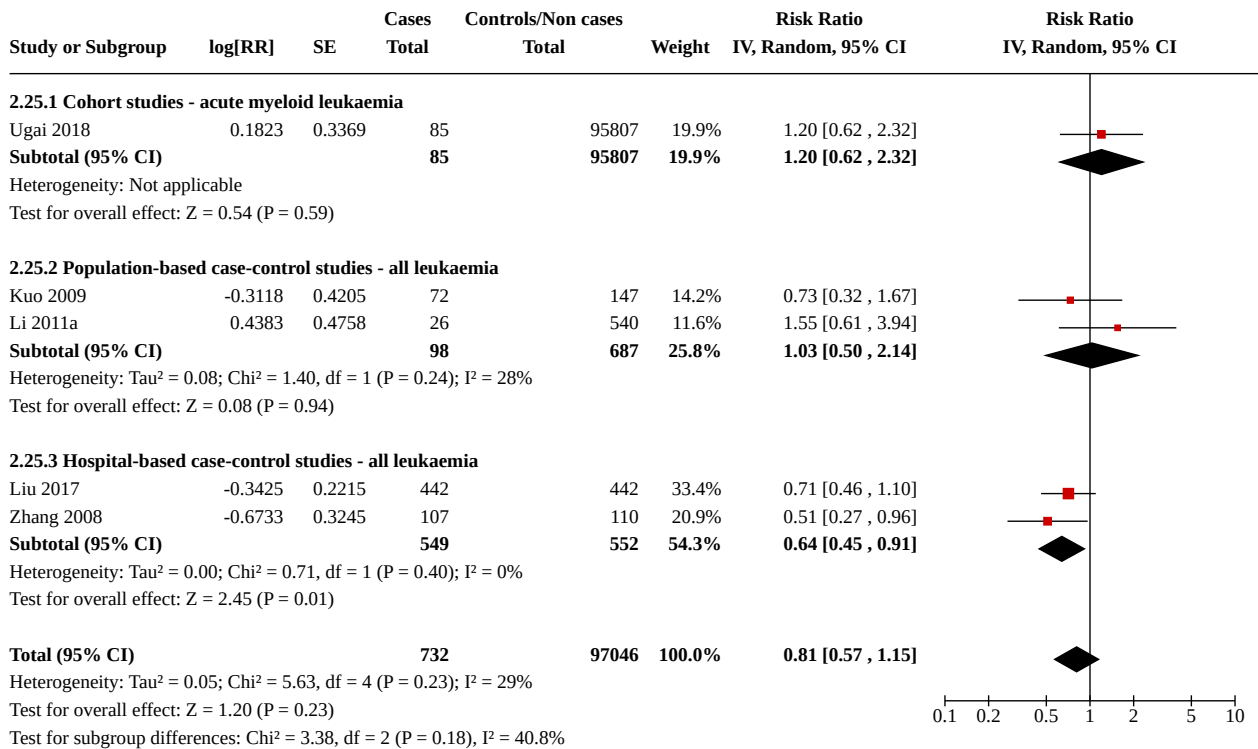 Cases Controls/Non cases Risk Ratio Risk Ratio
Study or Subgroup log[RR] SE Total Total Weight IV, Random, 95% CI IV, Random, 95% CI
2.25.1 Cohort studies - acute myeloid leukaemia
Ugai 2018 0.1823 0.3369 85 95807 19.9% 1.20 [0.62 , 2.32]
Subtotal (95% CI) 85 95807 19.9% 1.20 [0.62 , 2.32]
Heterogeneity: Not applicable
Test for overall effect: Z = 0.54 (P = 0.59)
2.25.2 Population-based case-control studies - all leukaemia
Kuo 2009 -0.3118 0.4205 72 147 14.2% 0.73 [0.32 , 1.67]
Li 2011a 0.4383 0.4758 26 540 11.6% 1.55 [0.61 , 3.94]
Subtotal (95% CI) 98 687 25.8% 1.03 [0.50 , 2.14]
Heterogeneity: Tau² = 0.08; Chi² = 1.40, df = 1 (P = 0.24); I² = 28%
Test for overall effect: Z = 0.08 (P = 0.94)
2.25.3 Hospital-based case-control studies - all leukaemia
Liu 2017 -0.3425 0.2215 442 442 33.4% 0.71 [0.46 , 1.10]
Zhang 2008 -0.6733 0.3245 107 110 20.9% 0.51 [0.27 , 0.96]
Subtotal (95% CI) 549 552 54.3% 0.64 [0.45 , 0.91]
Heterogeneity: Tau² = 0.00; Chi² = 0.71, df = 1 (P = 0.40); I² = 0%
Test for overall effect: Z = 2.45 (P = 0.01)
Total (95% CI) 732 97046 100.0% 0.81 [0.57 , 1.15]
Heterogeneity: Tau² = 0.05; Chi² = 5.63, df = 4 (P = 0.23); I² = 29%
Test for overall effect: Z = 1.20 (P = 0.23)
0.1 0.2 0.5 1 2 5 10
Test for subgroup differences: Chi² = 3.38, df = 2 (P = 0.18), I² = 40.8%